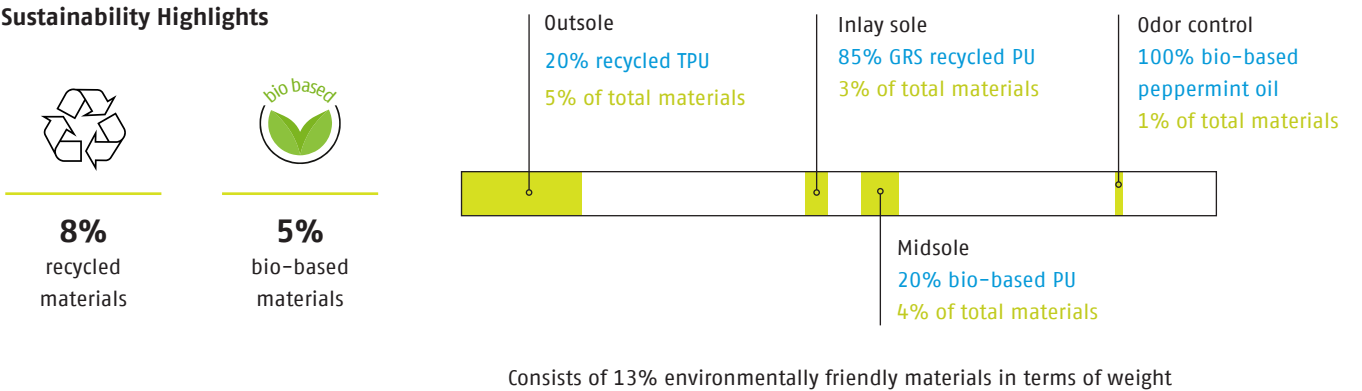 Sustainability Highlights
bio based
8%
recycled
materials
5%
bio-based
materials
Outsole
20% recycled TPU
5% of total materials
Inlay sole
85% GRS recycled PU
3% of total materials
Odor control
100% bio-based
peppermint oil
1% of total materials
Midsole
20% bio-based PU
4% of total materials
Consists of 13% environmentally friendly materials in terms of weight